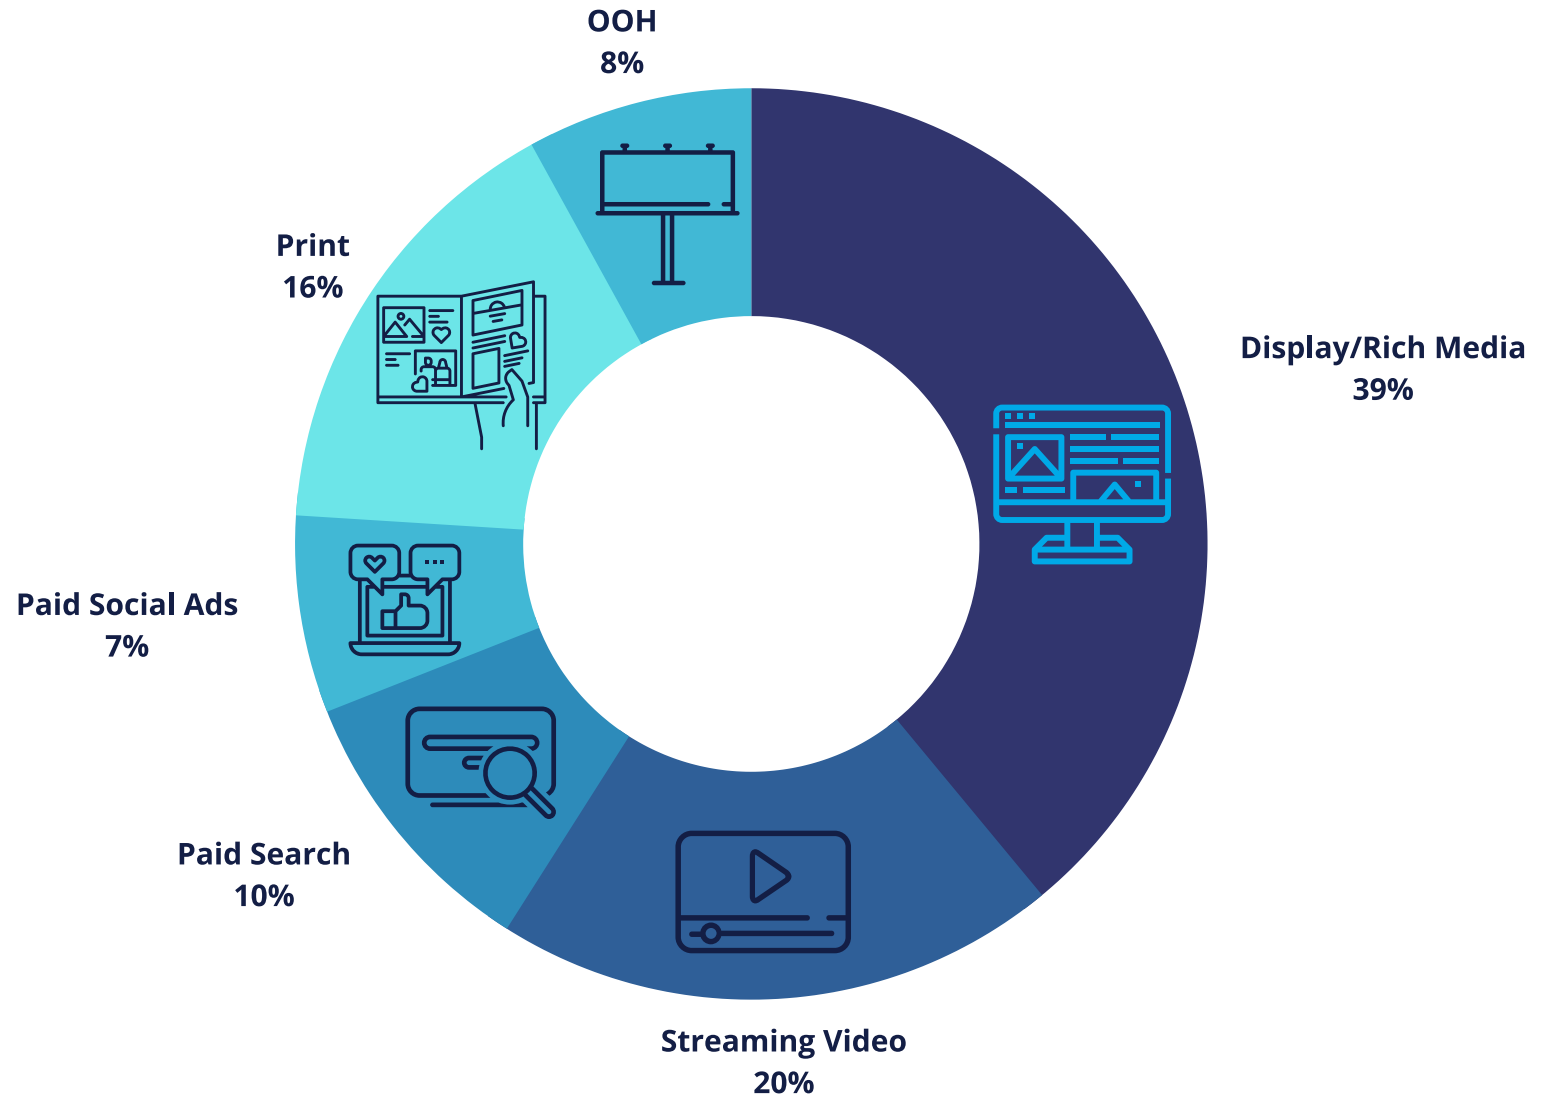 OOH
8%
Print
16%
Display/Rich Media
39%
Paid Social Ads
7%
Paid Search
10%
Streaming Video
20%